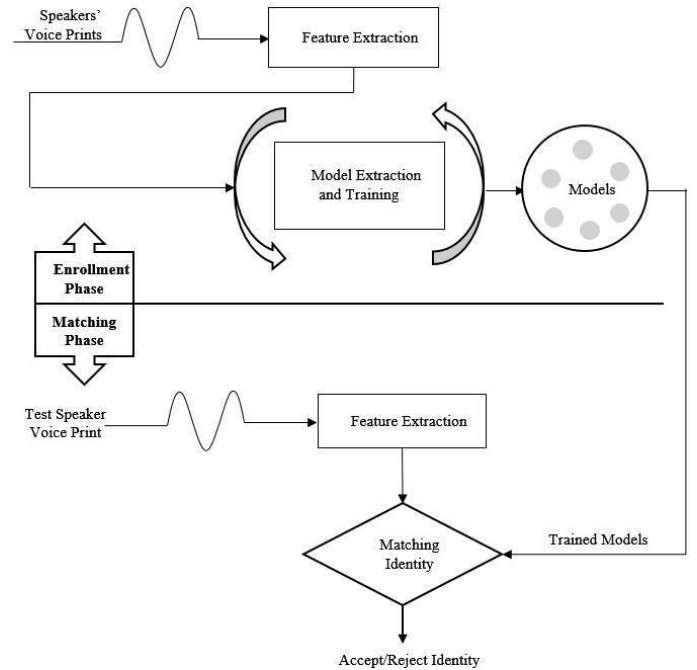 Speakers'
Voice Prints
Feature Extraction
Model Extraction
and Training
Models
Enrollment
Phase
Matching
Phase
Test Speaker
Voice Print
Feature Extraction
Matching
Identity
Trained Models
Accept/Reject Identity